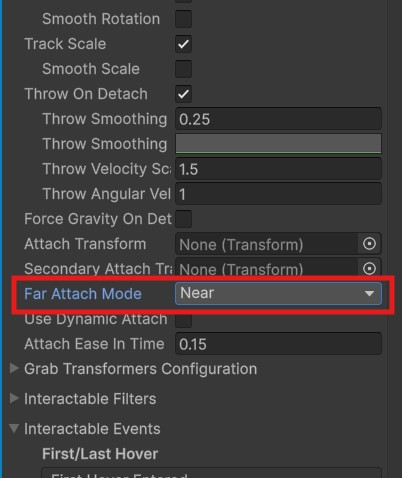 Smooth Rotation
Track Scale
Smooth Scale
Throw On Detach
Throw Smoothing 0.25
Throw Smoothing
Throw Velocity Sc 1.5
Throw Angular Vel 1
Force Gravity On Det
Attach Transform None (Transform)
Secondary Attach Tra None (Transform)
Far Attach Mode Near
Use Dynamic Attach
Attach Ease In Time 0.15
Grab Transformers Configuration
Interactable Filters
Interactable Events
First/Last Hover
First Hover Entered